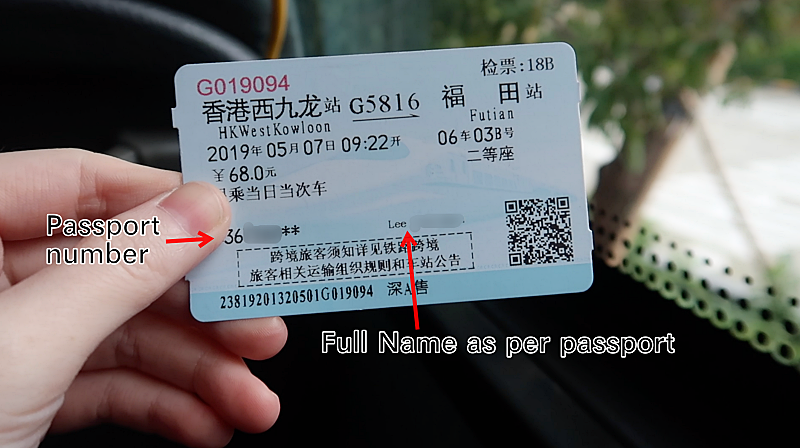 G019094
检票:18B
香港西九龙站 G5816 福田站
HKWestKowloon
Futian
2019年05月07日09:22开
06车03B号
￥68.0元
二等座
乘当日当次车
36 **
Lee
Passport
number
跨境旅客须知详见铁路跨境
旅客相关运输组织规则和车站公告
23819201320501G019094 深A售
Full Name as per passport